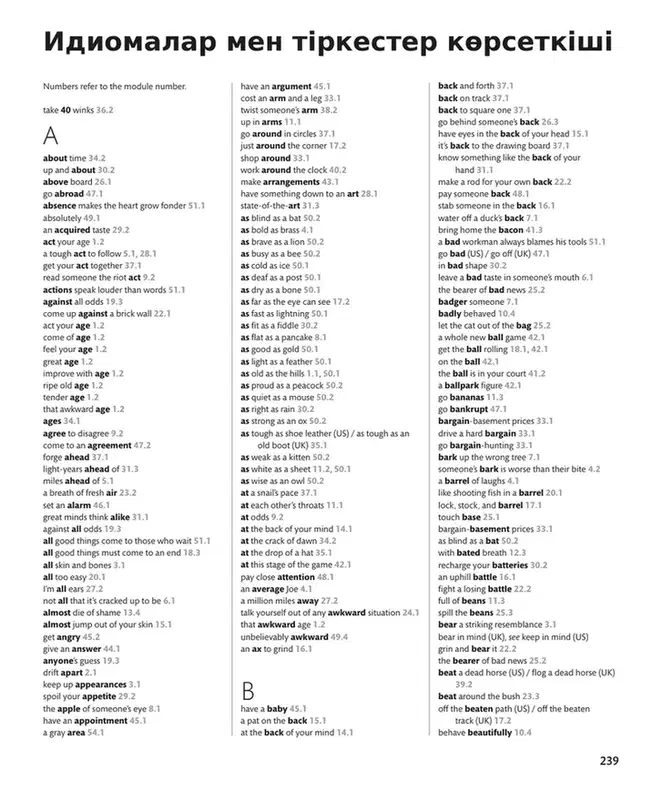 Идиомалар мен тіркестер көрсеткіші
Numbers refer to the module number.
take 40 winks 36.2
A
about time 34.2
up and about 30.2
above board 26.1
go abroad 47.1
absence makes the heart grow fonder 51.1
absolutely 49.1
an acquired taste 29.2
act your age 1.2
a tough act to follow 5.1, 28.1
get your act together 37.1
read someone the riot act 9.2
actions speak louder than words 51.1
against all odds 19.3
come up against a brick wall 22.1
act your age 1.2
come of age 1.2
feel your age 1.2
great age 1.2
improve with age 1.2
ripe old age 1.2
tender age 1.2
that awkward age 1.2
ages 34.1
agree to disagree 9.2
come to an agreement 47.2
forge ahead 37.1
light-years ahead of 31.3
miles ahead of 5.1
a breath of fresh air 23.2
set an alarm 46.1
great minds think alike 31.1
against all odds 19.3
all good things come to those who wait 51.1
all good things must come to an end 18.3
all skin and bones 3.1
all too easy 20.1
I'm all ears 27.2
not all that it's cracked up to be 6.1
almost die of shame 13.4
almost jump out of your skin 15.1
get angry 45.2
give an answer 44.1
anyone's guess 19.3
drift apart 2.1
keep up appearances 3.1
spoil your appetite 29.2
the apple of someone's eye 8.1
have an appointment 45.1
a gray area 54.1
have an argument 45.1
cost an arm and a leg 33.1
twist someone's arm 38.2
up in arms 11.1
go around in circles 37.1
just around the corner 17.2
shop around 33.1
work around the clock 40.2
make arrangements 43.1
have something down to an art 28.1
state-of-the-art 31.3
as blind as a bat 50.2
as bold as brass 4.1
as brave as a lion 50.2
as busy as a bee 50.2
as cold as ice 50.1
as deaf as a post 50.1
as dry as a bone 50.1
as far as the eye can see 17.2
as fast as lightning 50.1
as fit as a fiddle 30.2
as flat as a pancake 8.1
as good as gold 50.1
as light as a feather 50.1
as old as the hills 1.1, 50.1
as proud as a peacock 50.2
as quiet as a mouse 50.2
as right as rain 30.2
as strong as an ox 50.2
as tough as shoe leather (US) / as tough as an
old boot (UK) 35.1
as weak as a kitten 50.2
as white as a sheet 11.2, 50.1
as wise as an owl 50.2
at a snail's pace 37.1
at each other's throats 11.1
at odds 9.2
at the back of your mind 14.1
at the crack of dawn 34.2
at the drop of a hat 35.1
at this stage of the game 42.1
pay close attention 48.1
an average Joe 4.1
a million miles away 27.2
talk yourself out of any awkward situation 24.1
that awkward age 1.2
unbelievably awkward 49.4
an ax to grind 16.1
B
have a baby 45.1
a pat on the back 15.1
at the back of your mind 14.1
back and forth 37.1
back on track 37.1
back to square one 37.1
go behind someone's back 26.3
have eyes in the back of your head 15.1
it's back to the drawing board 37.1
know something like the back of your
hand 31.1
make a rod for your own back 22.2
pay someone back 48.1
stab someone in the back 16.1
water off a duck's back 7.1
bring home the bacon 41.3
a bad workman always blames his tools 51.1
go bad (US) / go off (UK) 47.1
in bad shape 30.2
leave a bad taste in someone's mouth 6.1
the bearer of bad news 25.2
badger someone 7.1
badly behaved 10.4
let the cat out of the bag 25.2
a whole new ball game 42.1
get the ball rolling 18.1, 42.1
on the ball 42.1
the ball is in your court 41.2
a ballpark figure 42.1
go bananas 11.3
go bankrupt 47.1
bargain-basement prices 33.1
drive a hard bargain 33.1
go bargain-hunting 33.1
bark up the wrong tree 7.1
someone's bark is worse than their bite 4.2
a barrel of laughs 4.1
like shooting fish in a barrel 20.1
lock, stock, and barrel 17.1
touch base 25.1
bargain-basement prices 33.1
as blind as a bat 50.2
with bated breath 12.3
recharge your batteries 30.2
an uphill battle 16.1
fight a losing battle 22.2
full of beans 11.3
spill the beans 25.3
bear a striking resemblance 3.1
bear in mind (UK), see keep in mind (US)
grin and bear it 22.2
the bearer of bad news 25.2
beat a dead horse (US) / flog a dead horse (UK)
39.2
beat around the bush 23.3
off the beaten path (US) / off the beaten
track (UK) 17.2
behave beautifully 10.4
239